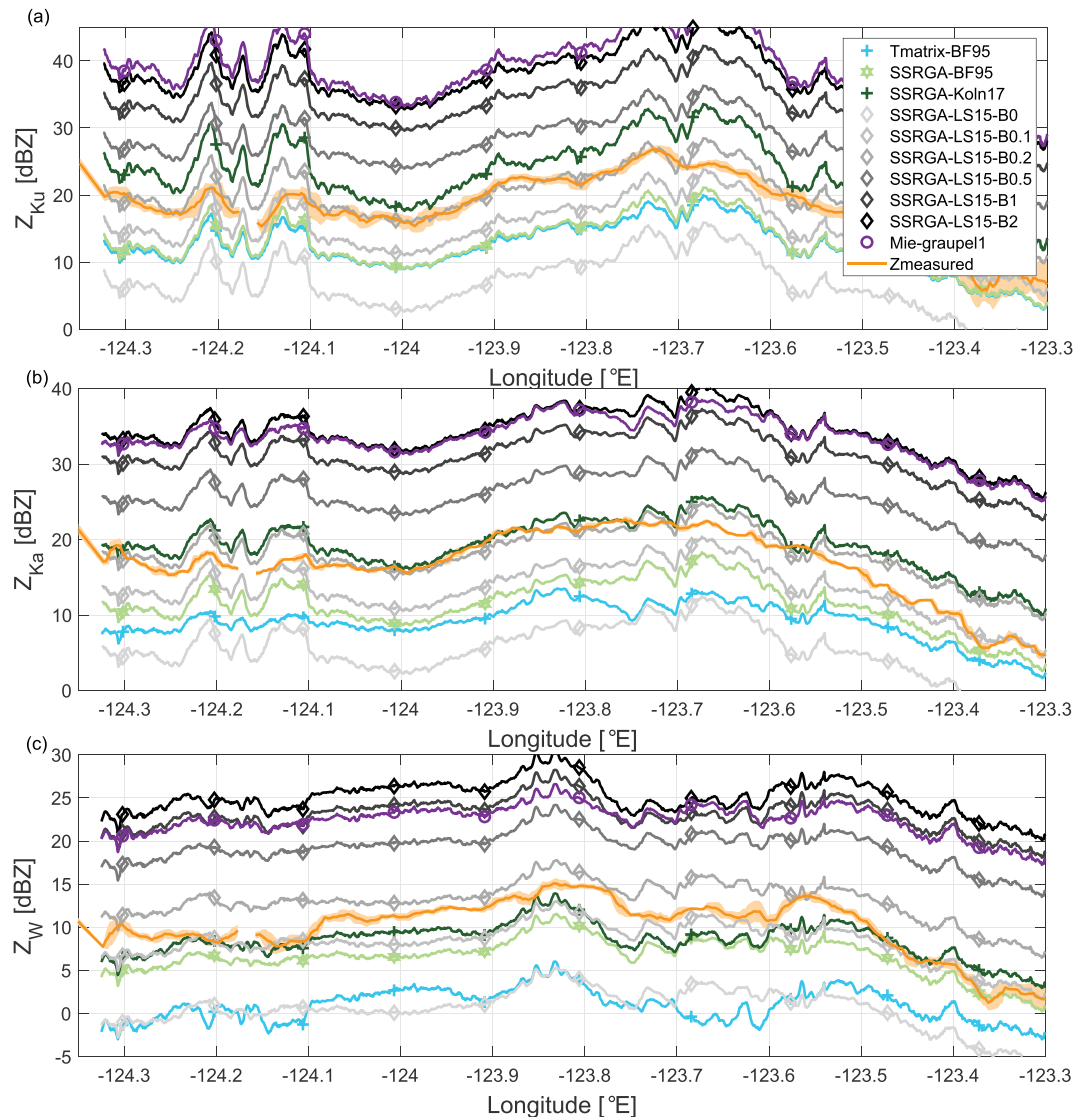 (a)
Z_Ku [dBZ]
40
30
20
10
0
-124.3 -124.2 -124.1 -124 -123.9 -123.8 -123.7 -123.6 -123.5 -123.4 -123.3
Longitude [°E]
Tmatrix-BF95
SSRGA-BF95
SSRGA-Koln17
SSRGA-LS15-B0
SSRGA-LS15-B0.1
SSRGA-LS15-B0.2
SSRGA-LS15-B0.5
SSRGA-LS15-B1
SSRGA-LS15-B2
Mie-graupel1
Zmeasured
(b)
Z_Ka [dBZ]
40
30
20
10
0
-124.3 -124.2 -124.1 -124 -123.9 -123.8 -123.7 -123.6 -123.5 -123.4 -123.3
Longitude [°E]
(c)
Z_W [dBZ]
30
25
20
15
10
5
0
-5
-124.3 -124.2 -124.1 -124 -123.9 -123.8 -123.7 -123.6 -123.5 -123.4 -123.3
Longitude [°E]